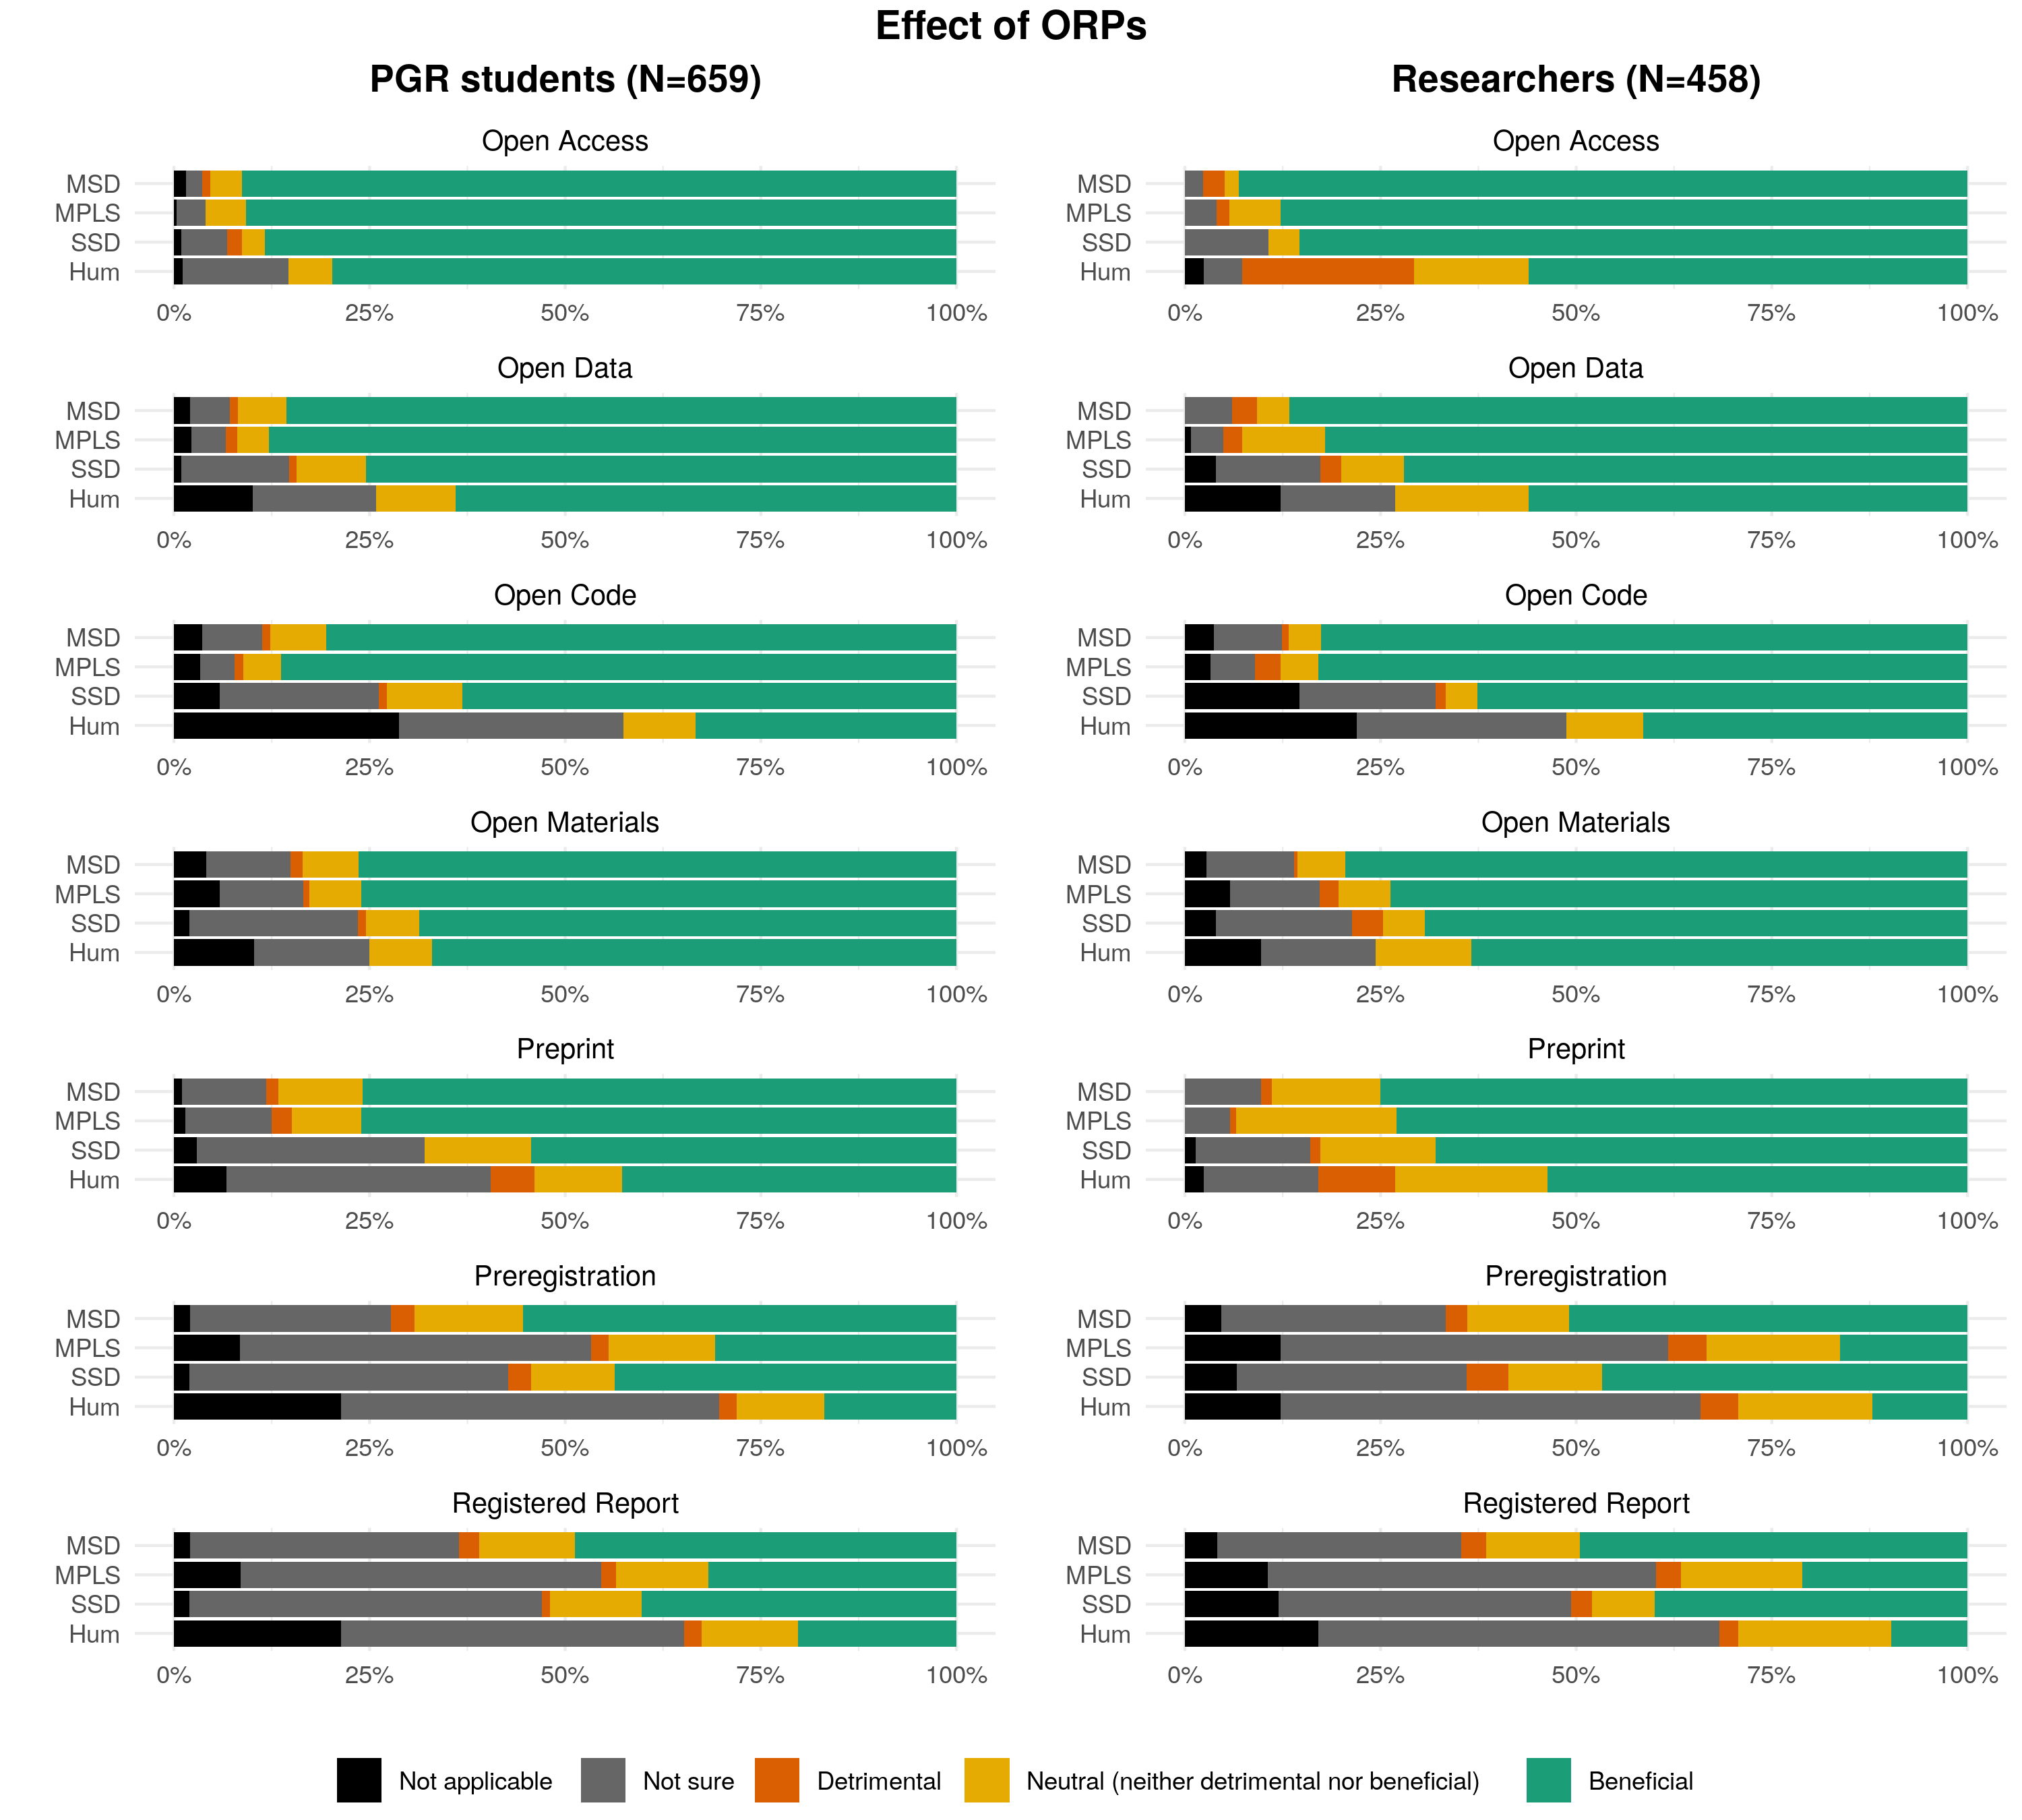 Effect of ORPs
PGR students (N=659)
Researchers (N=458)
Open Access
Open Access
MSD
MPLS
SSD
Hum
0% 25% 50% 75% 100%
MSD
MPLS
SSD
Hum
0% 25% 50% 75% 100%
Open Data
Open Data
MSD
MPLS
SSD
Hum
0% 25% 50% 75% 100%
MSD
MPLS
SSD
Hum
0% 25% 50% 75% 100%
Open Code
Open Code
MSD
MPLS
SSD
Hum
0% 25% 50% 75% 100%
MSD
MPLS
SSD
Hum
0% 25% 50% 75% 100%
Open Materials
Open Materials
MSD
MPLS
SSD
Hum
0% 25% 50% 75% 100%
MSD
MPLS
SSD
Hum
0% 25% 50% 75% 100%
Preprint
Preprint
MSD
MPLS
SSD
Hum
0% 25% 50% 75% 100%
MSD
MPLS
SSD
Hum
0% 25% 50% 75% 100%
Preregistration
Preregistration
MSD
MPLS
SSD
Hum
0% 25% 50% 75% 100%
MSD
MPLS
SSD
Hum
0% 25% 50% 75% 100%
Registered Report
Registered Report
MSD
MPLS
SSD
Hum
0% 25% 50% 75% 100%
MSD
MPLS
SSD
Hum
0% 25% 50% 75% 100%
Not applicable Not sure Detrimental Neutral (neither detrimental nor beneficial) Beneficial